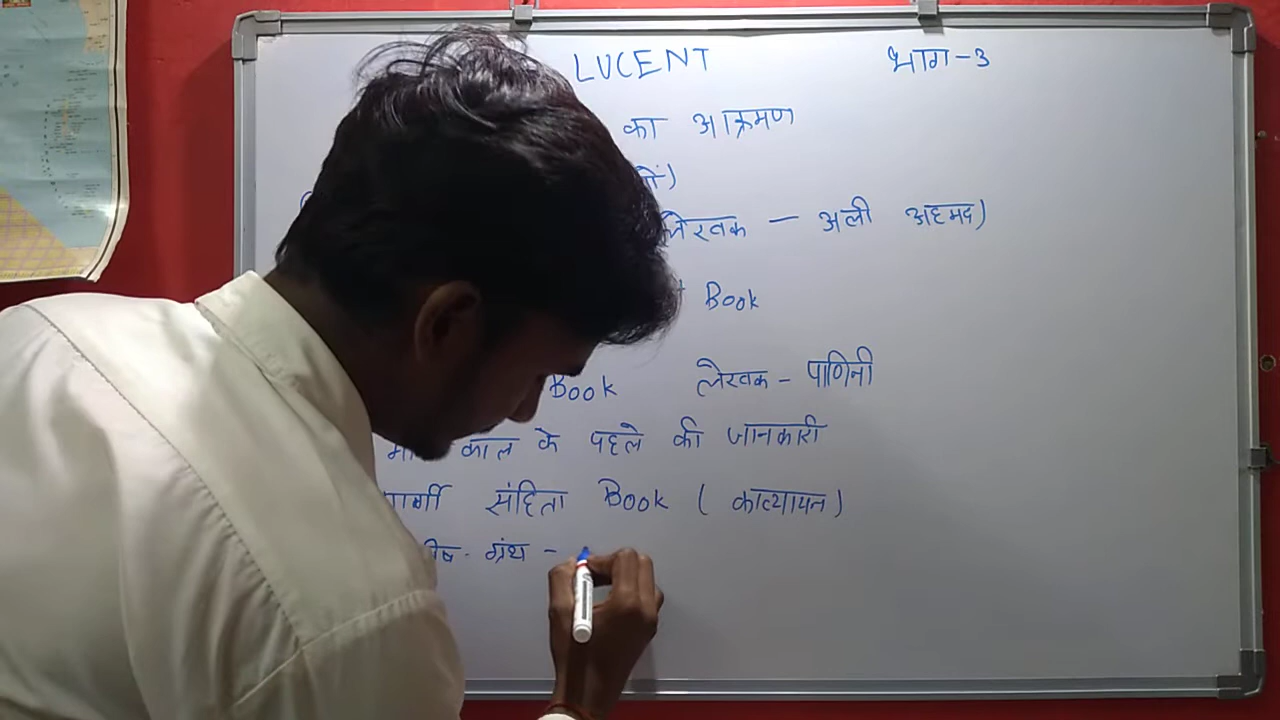 LUCENT भाग-3
का आक्रमण
लेखक - अली अहमद)
Book
Book लेखक - पाणिनी
काल के पहले की जानकारी
गार्गी संहिता Book ( कात्यायन )
ग्रंथ -